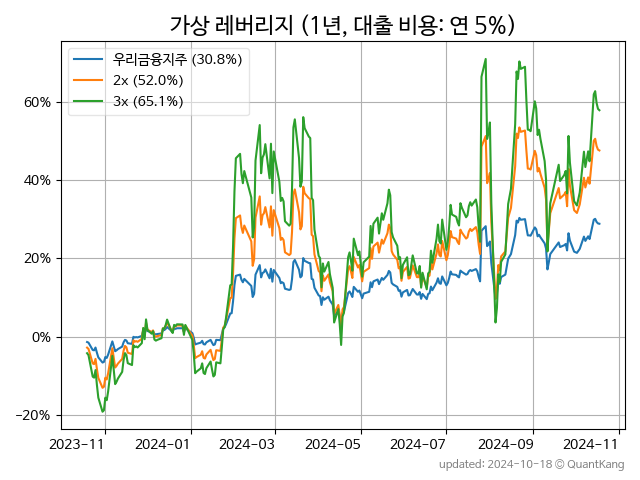 가상 레버리지 (1년, 대출 비용: 연 5%)
우리금융지주 (30.8%)
2x (52.0%)
3x (65.1%)
60%
40%
20%
0%
−20%
2023-11 2024-01 2024-03 2024-05 2024-07 2024-09 2024-11
updated: 2024-10-18 © QuantKang